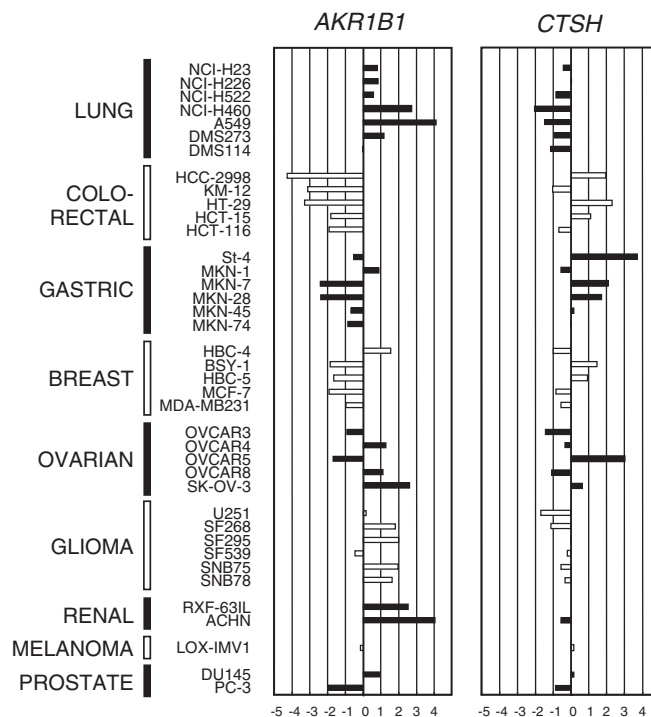 AKR1B1 CTSH
LUNG
NCI-H23
NCI-H226
NCI-H522
NCI-H460
A549
DMS273
DMS114
COLO-
RECTAL
HCC-2998
KM-12
HT-29
HCT-15
HCT-116
GASTRIC
St-4
MKN-1
MKN-7
MKN-28
MKN-45
MKN-74
BREAST
HBC-4
BSY-1
HBC-5
MCF-7
MDA-MB231
OVARIAN
OVCAR3
OVCAR4
OVCAR5
OVCAR8
SK-OV-3
GLIOMA
U251
SF268
SF295
SF539
SNB75
SNB78
RENAL
RXF-63IL
ACHN
MELANOMA
LOX-IMV1
PROSTATE
DU145
PC-3
-5 -4 -3 -2 -1 0 1 2 3 4 -5 -4 -3 -2 -1 0 1 2 3 4